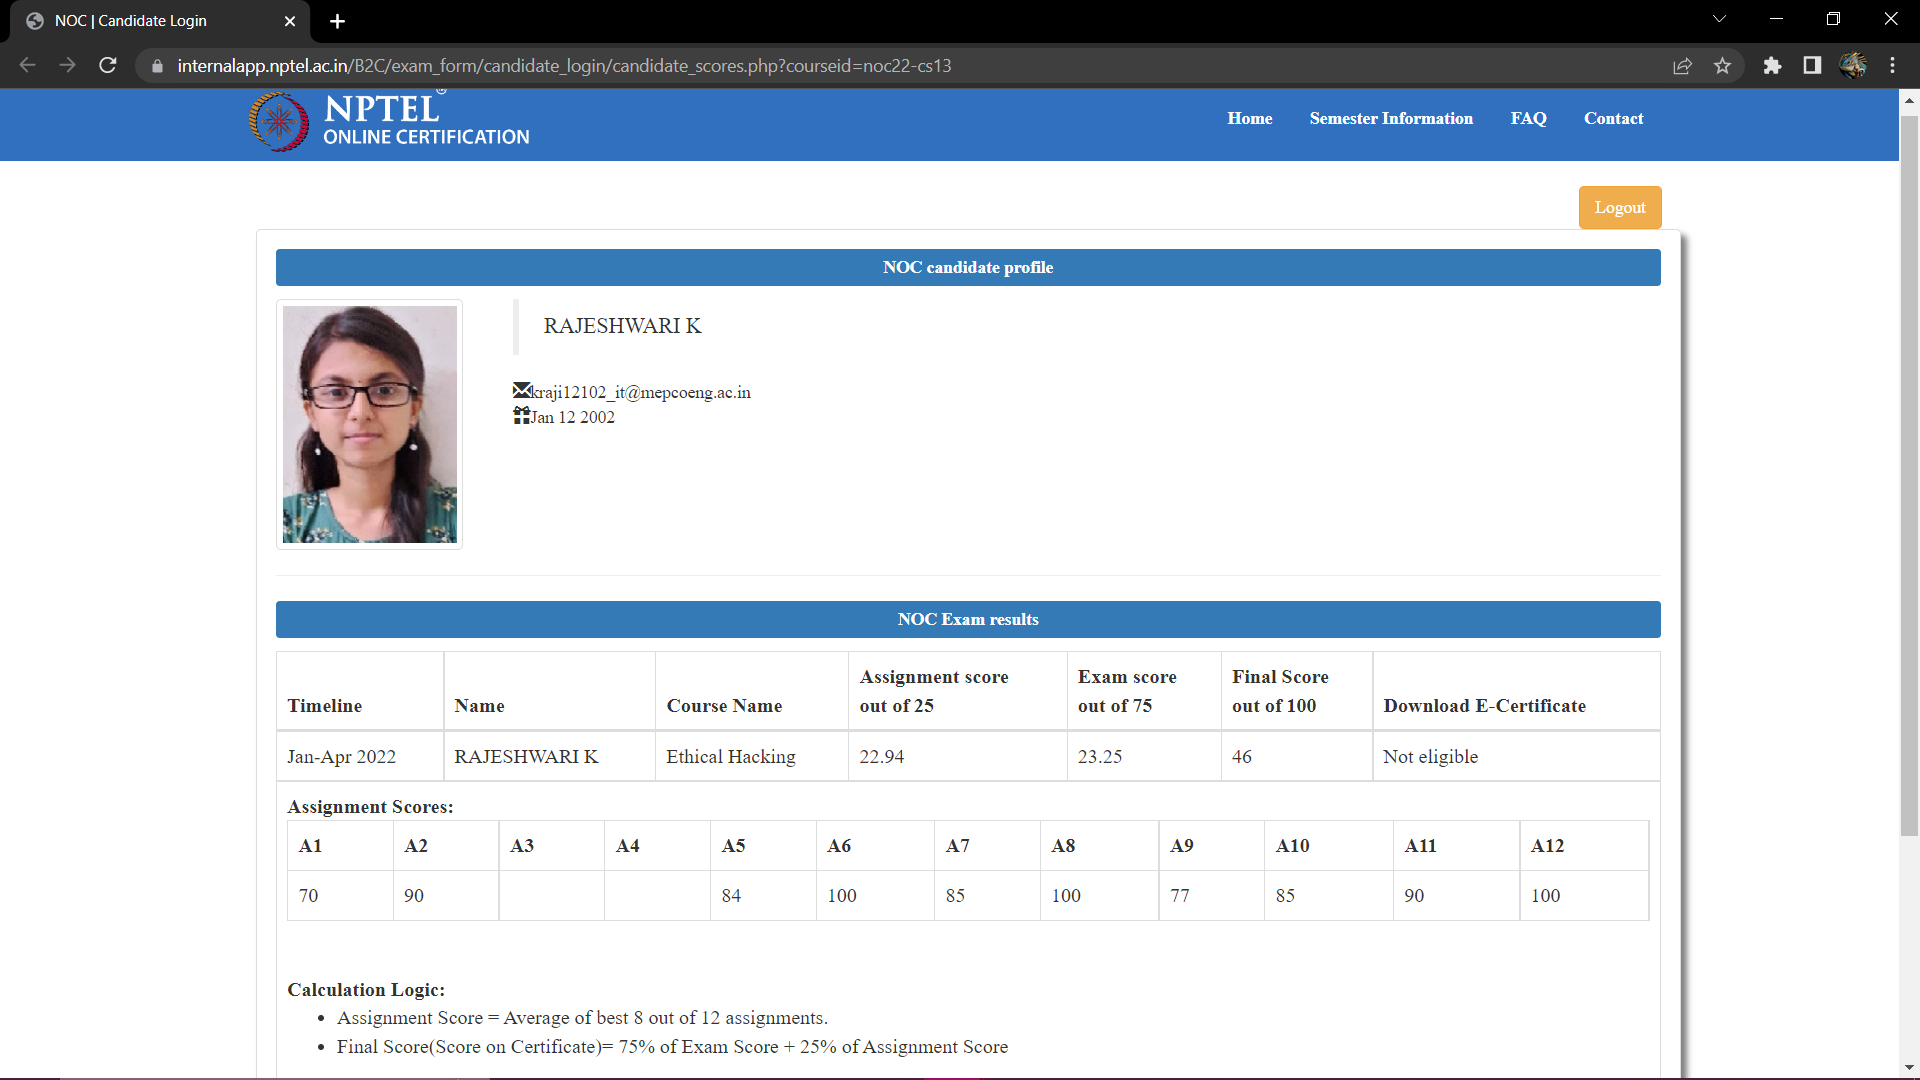 NOC | Candidate Login
internalapp.nptel.ac.in/B2C/exam_form/candidate_login/candidate_scores.php?courseid=noc22-cs13
NPTEL®
ONLINE CERTIFICATION
Home Semester Information FAQ Contact
Logout
NOC candidate profile
RAJESHWARI K
kraji12102_it@mepcoeng.ac.in
Jan 12 2002
NOC Exam results
Timeline Name Course Name Assignment score out of 25 Exam score out of 75 Final Score out of 100 Download E-Certificate
Jan-Apr 2022 RAJESHWARI K Ethical Hacking 22.94 23.25 46 Not eligible
Assignment Scores:
A1 A2 A3 A4 A5 A6 A7 A8 A9 A10 A11 A12
70 90 84 100 85 100 77 85 90 100
Calculation Logic:
• Assignment Score = Average of best 8 out of 12 assignments.
• Final Score(Score on Certificate)= 75% of Exam Score + 25% of Assignment Score